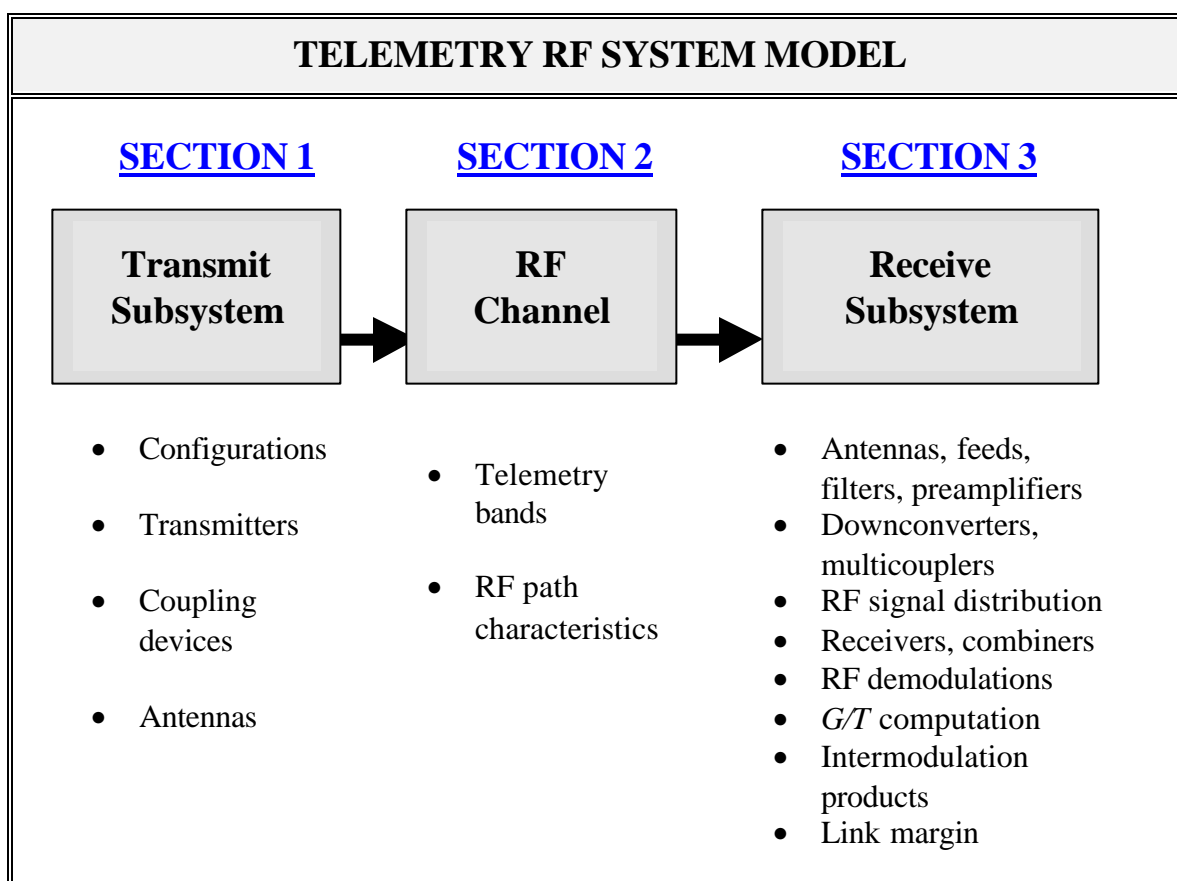 TELEMETRY RF SYSTEM MODEL
SECTION 1
SECTION 2
SECTION 3
Transmit
Subsystem
RF
Channel
Receive
Subsystem
• Configurations
• Transmitters
• Coupling
devices
• Antennas
• Telemetry
bands
• RF path
characteristics
• Antennas, feeds,
filters, preamplifiers
• Downconverters,
multicouplers
• RF signal distribution
• Receivers, combiners
• RF demodulations
• G/T computation
• Intermodulation
products
• Link margin